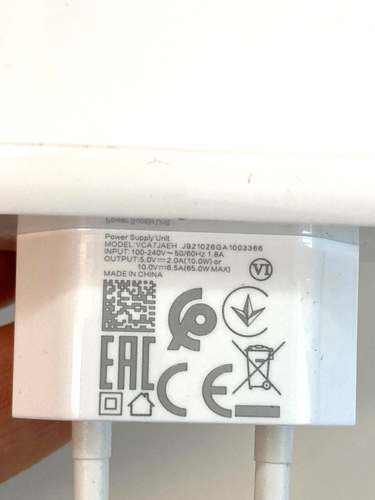 Power Supply Unit
MODEL:VCA7JAEH J921026GA1003366
INPUT:100-240V~50/60Hz 1.8A
OUTPUT:5.0V⎓2.0A(10.0W) or
10.0V⎓6.5A(65.0W MAX)
MADE IN CHINA
VI
EAC
CE